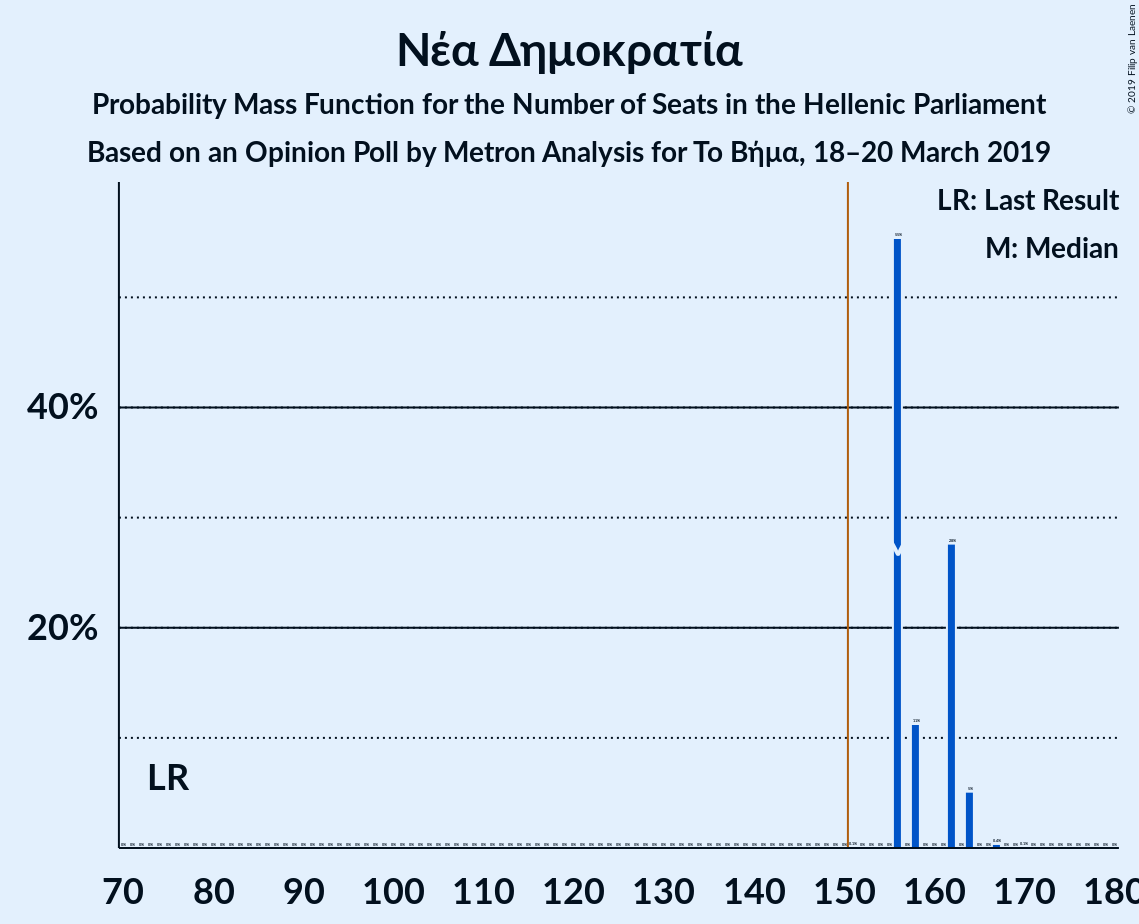 © 2019 Filip van Laenen
Νέα Δημοκρατία
Probability Mass Function for the Number of Seats in the Hellenic Parliament
Based on an Opinion Poll by Metron Analysis for Το Βήμα, 18–20 March 2019
LR: Last Result
M: Median
40%
20%
LR
M
70 80 90 100 110 120 130 140 150 160 170 180